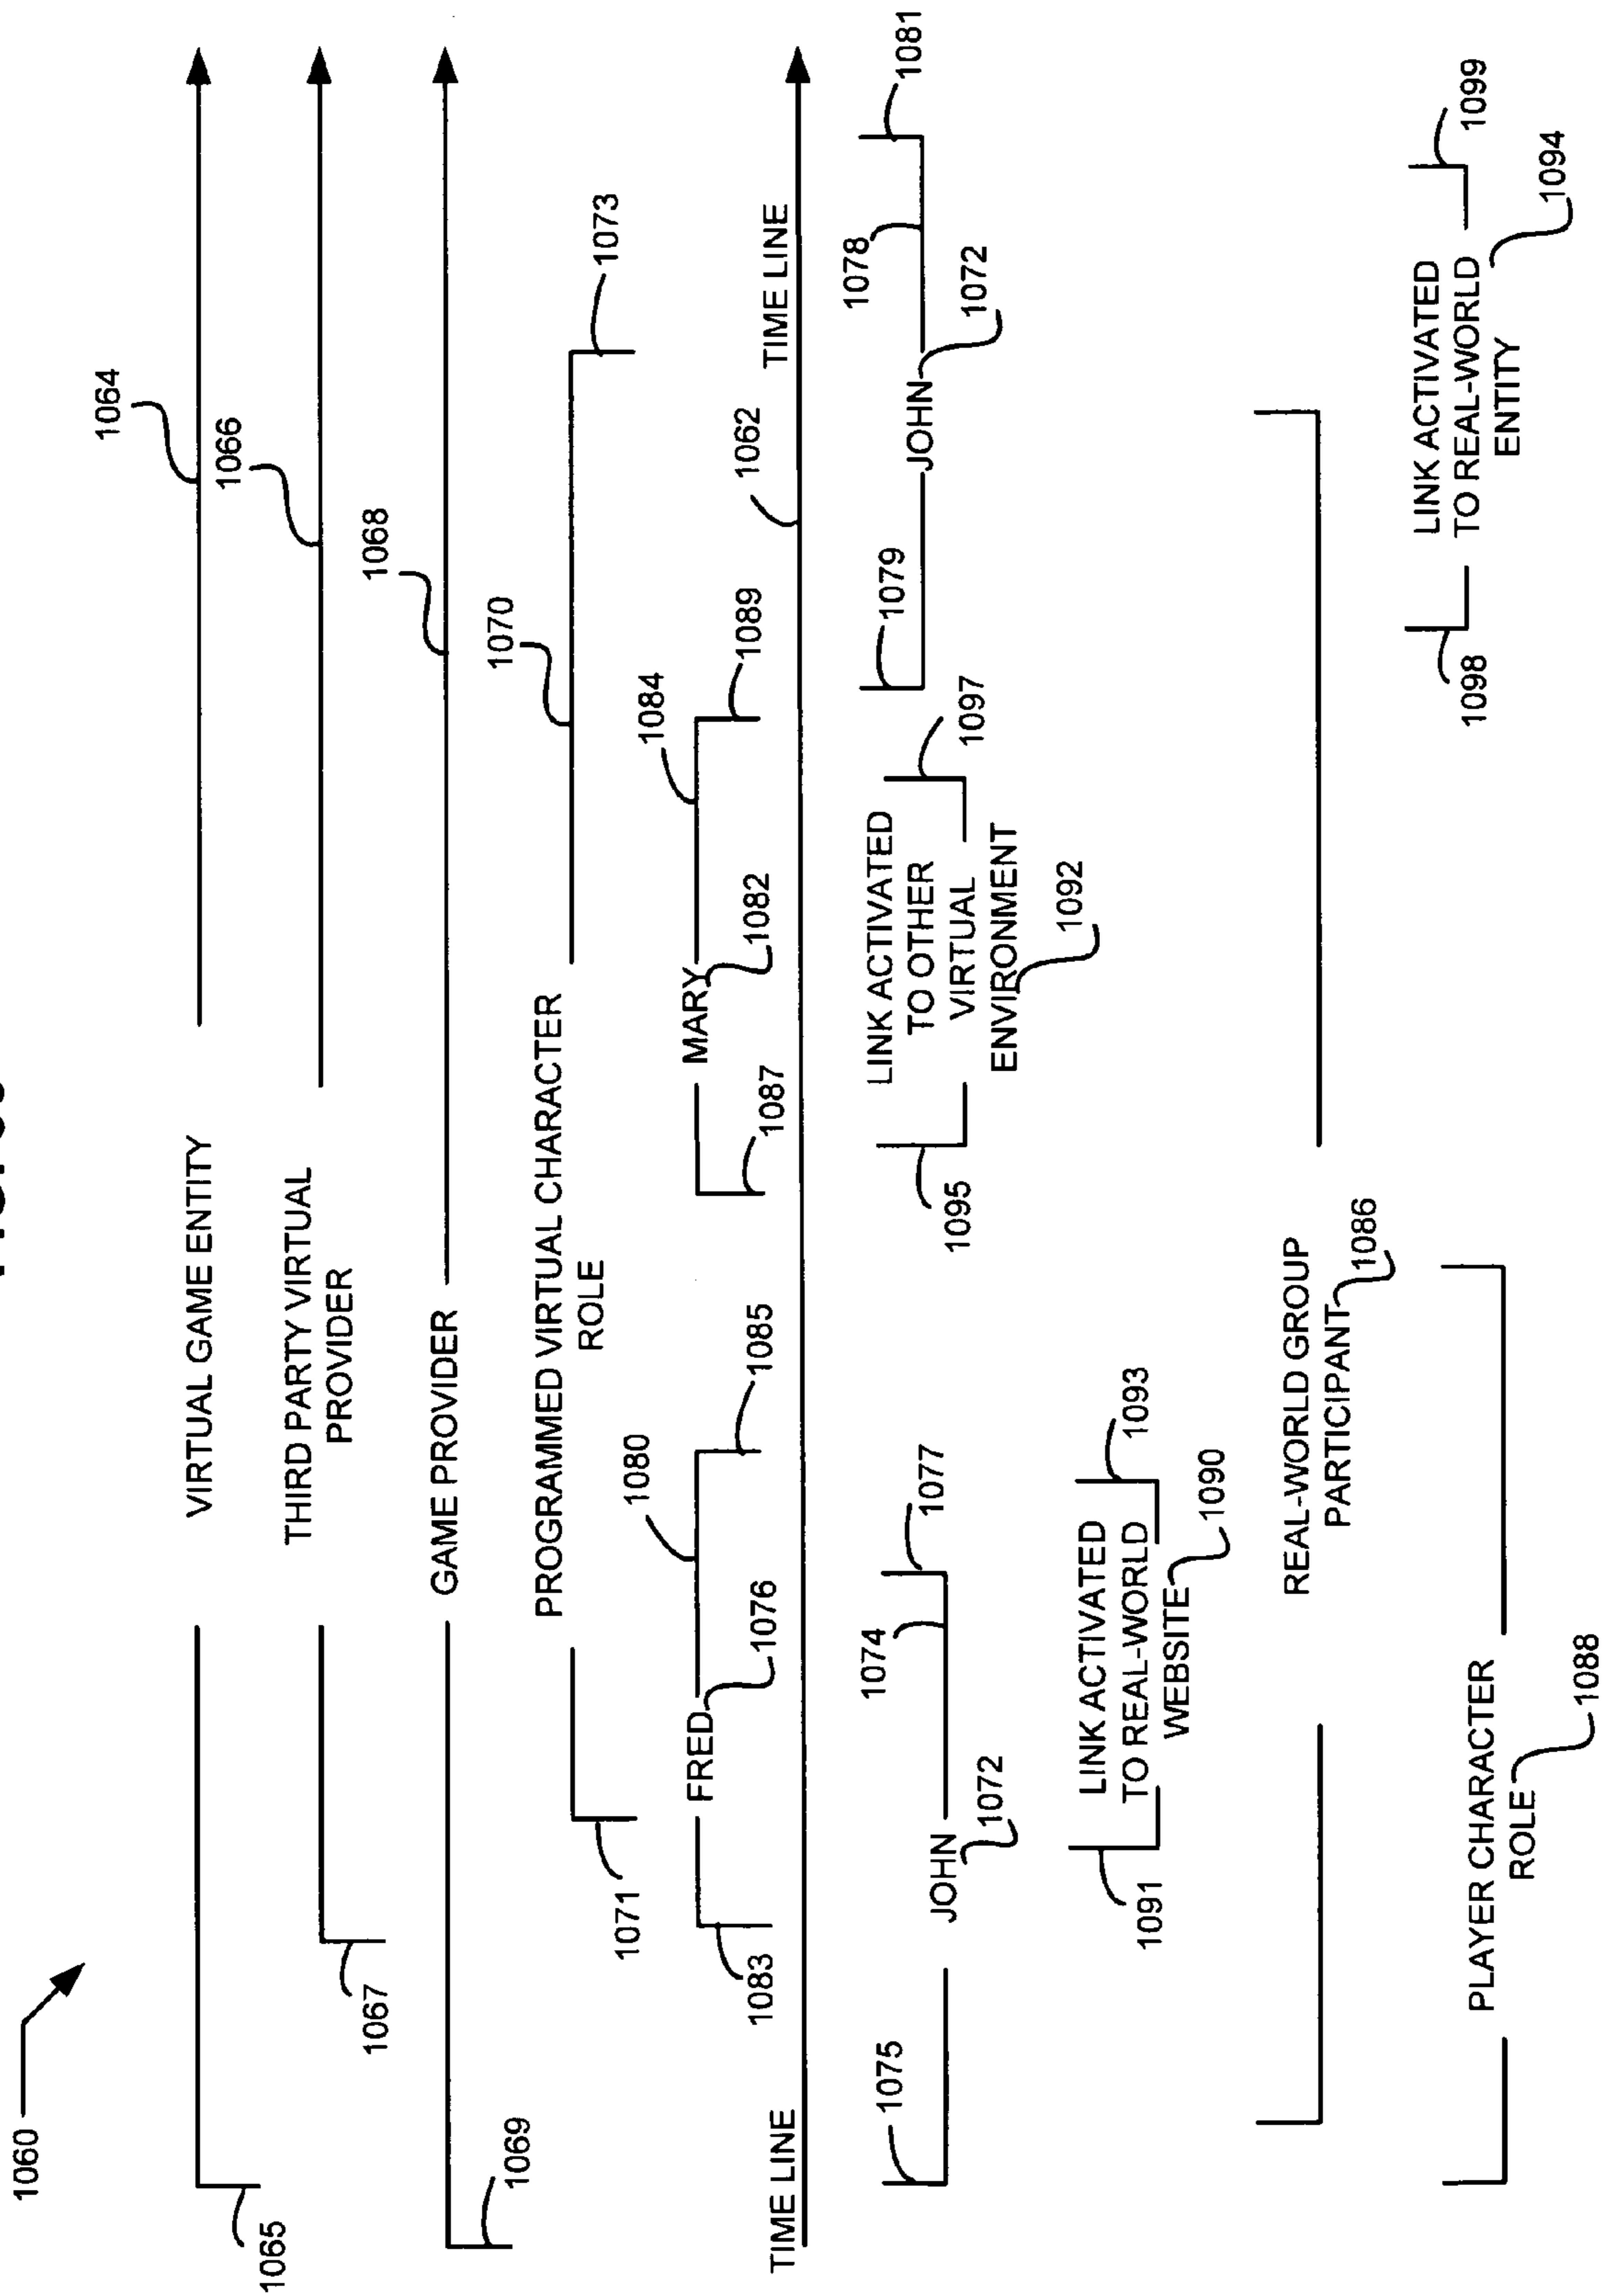 1060
1064
VIRTUAL GAME ENTITY
1065
1066
THIRD PARTY VIRTUAL
PROVIDER
1067
1068
GAME PROVIDER
1069
1070
PROGRAMMED VIRTUAL CHARACTER
ROLE
1071
1073
1080
1084
FRED
1076
MARY
1082
1083
1085
1087
1089
1062
TIME LINE
TIME LINE
1075
1074
1077
JOHN
1072
LINK ACTIVATED
TO OTHER
VIRTUAL
ENVIRONMENT
1092
1095
1097
1079
1078
1081
JOHN
1072
LINK ACTIVATED
TO REAL-WORLD
WEBSITE
1090
1091
1093
REAL-WORLD GROUP
PARTICIPANT
1086
LINK ACTIVATED
TO REAL-WORLD
ENTITY
1094
1098
1099
PLAYER CHARACTER
ROLE
1088